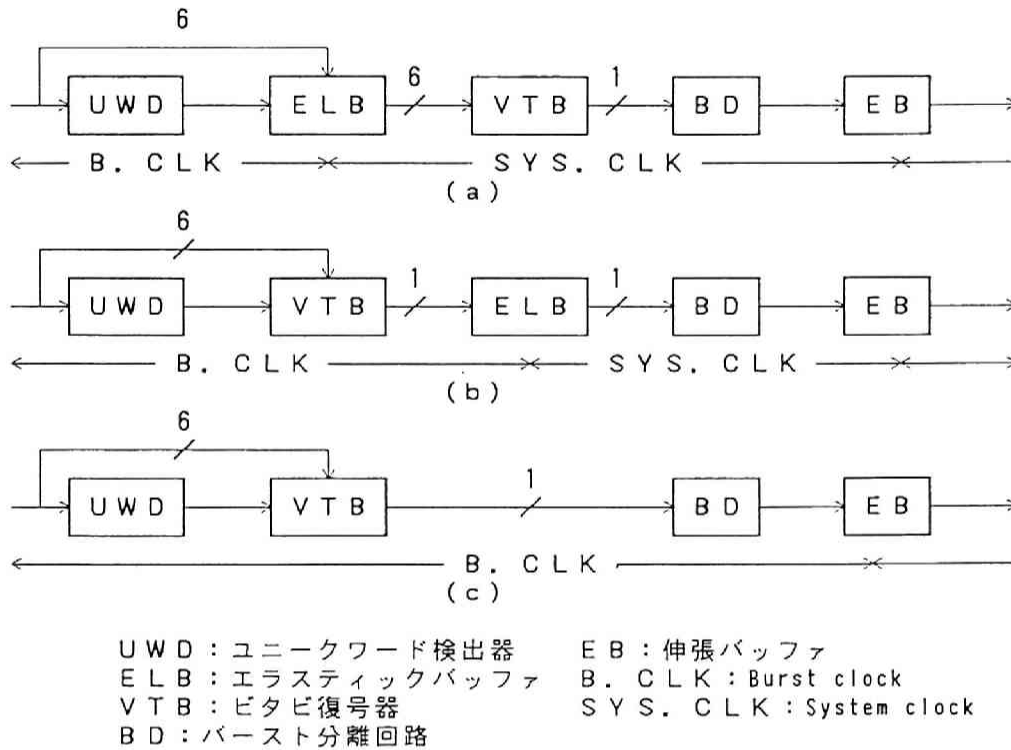 6
UWD ELB 6 VTB 1 BD EB
B. CLK SYS. CLK
(a)
6
UWD VTB 1 ELB 1 BD EB
B. CLK SYS. CLK
(b)
6
UWD VTB 1 BD EB
B. CLK
(c)
UWD：ユニークワード検出器 EB：伸張バッファ
ELB：エラスティックバッファ B. CLK：Burst clock
VTB：ビタビ復号器 SYS. CLK：System clock
BD：バースト分離回路